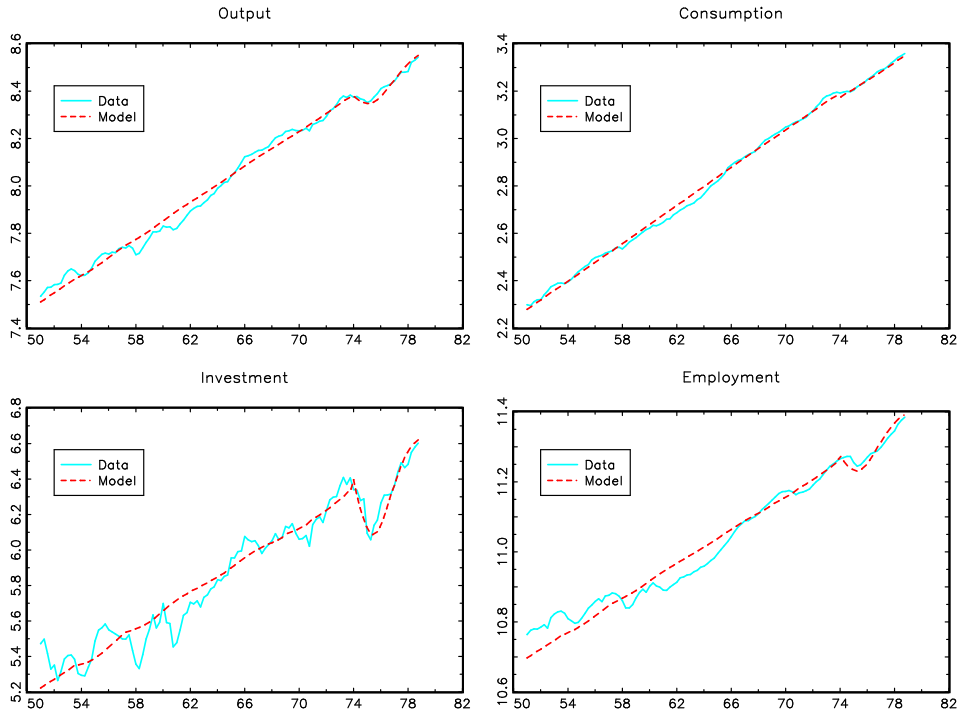 Output
8.6
8.4
8.2
8.0
7.8
7.6
7.4
Data
Model
50 54 58 62 66 70 74 78 82
Consumption
3.4
3.2
3.0
2.8
2.6
2.4
2.2
Data
Model
50 54 58 62 66 70 74 78 82
Investment
6.8
6.6
6.4
6.2
6.0
5.8
5.6
5.4
5.2
Data
Model
50 54 58 62 66 70 74 78 82
Employment
11.4
11.2
11.0
10.8
10.6
Data
Model
50 54 58 62 66 70 74 78 82